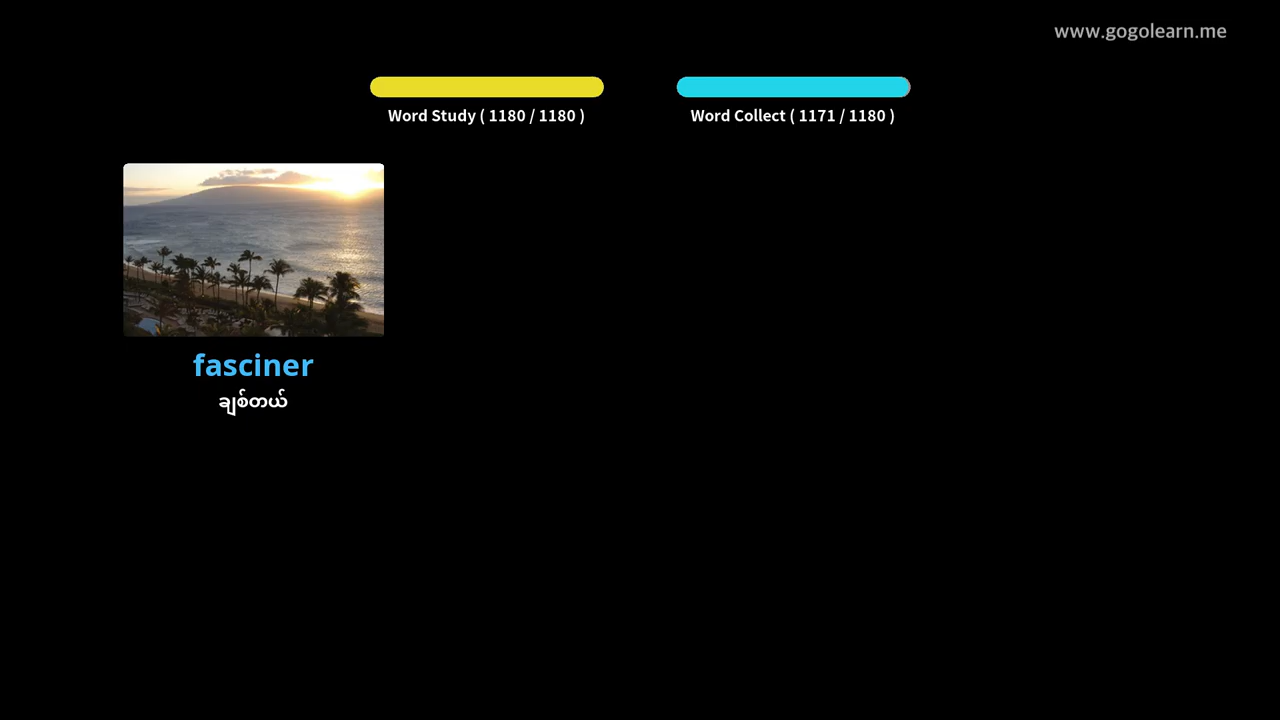 www.gogolearn.me
Word Study ( 1180 / 1180 )
Word Collect ( 1171 / 1180 )
fasciner
ချစ်တယ်